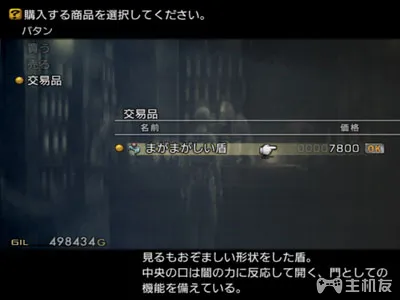 購入する商品を選択してください。
バタン
買う
売る
交易品
交易品
名前 価格
まがまがしい盾 00007800 OK
GIL 498434G
見るもおぞましい形状をした盾。
中央の口は闇の力に反応して開く、門としての
機能を備えている。
主机友